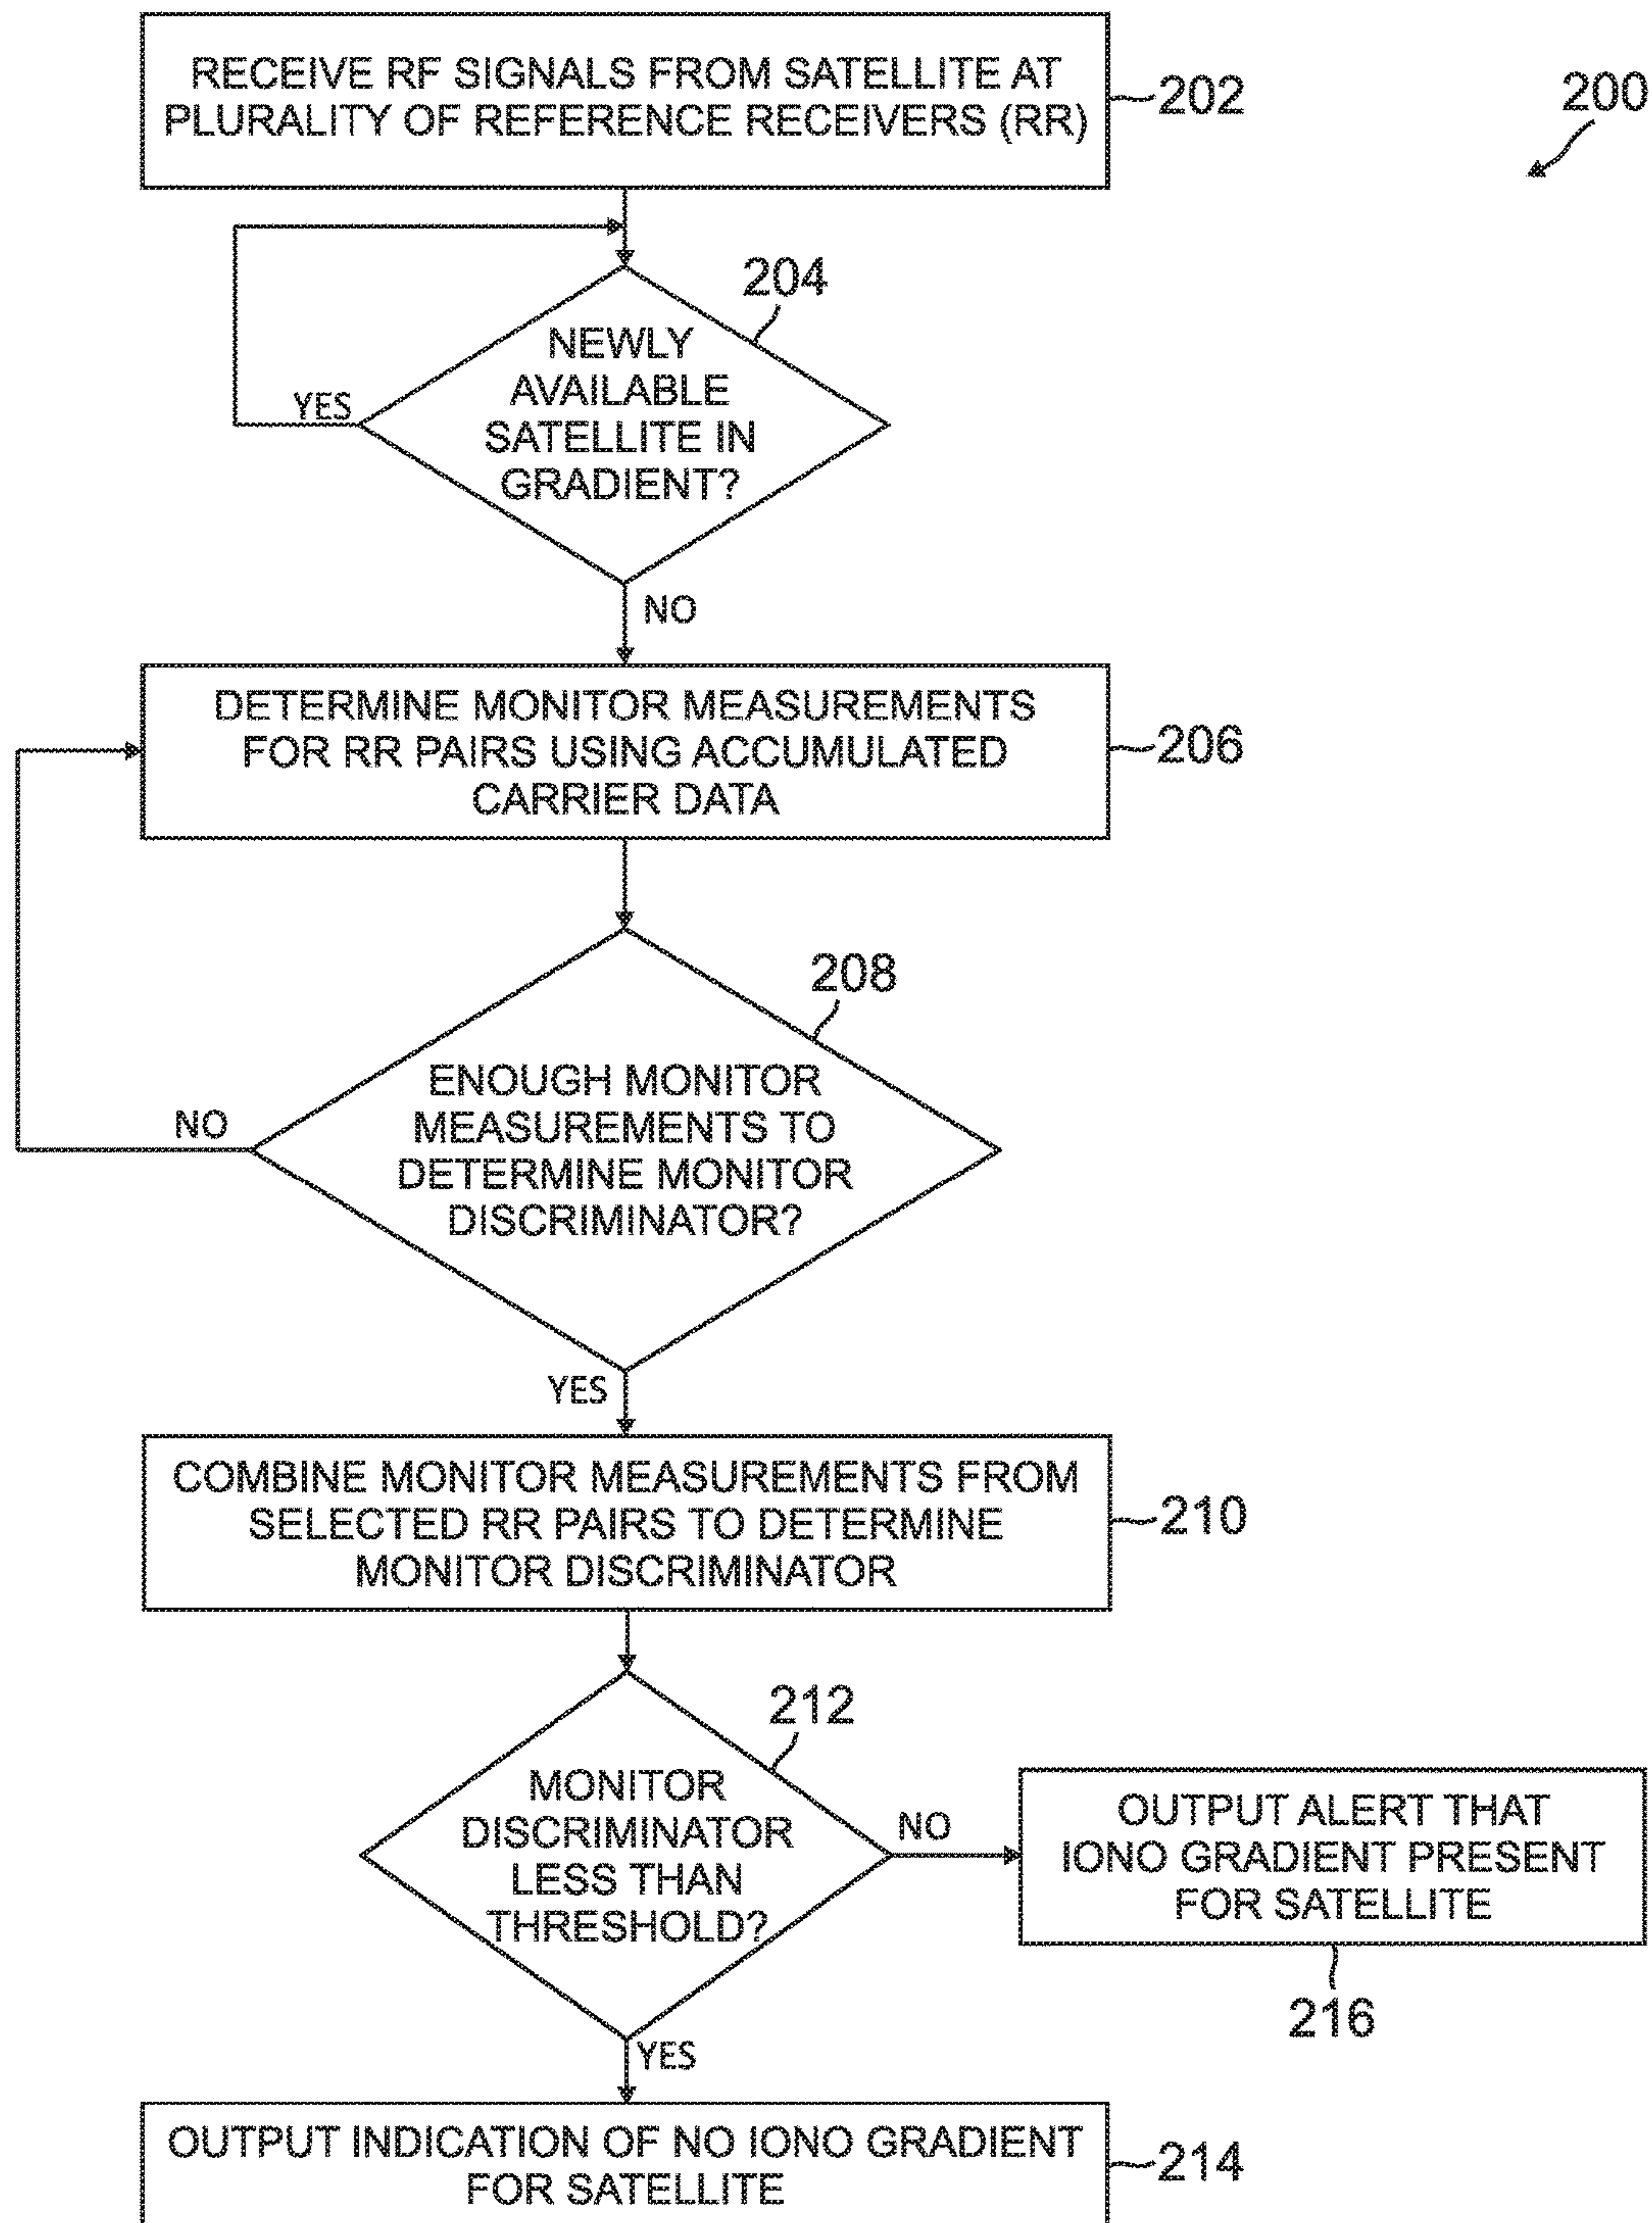 RECEIVE RF SIGNALS FROM SATELLITE AT
PLURALITY OF REFERENCE RECEIVERS (RR)
202
200
204
NEWLY
AVAILABLE
SATELLITE IN
GRADIENT?
YES
NO
DETERMINE MONITOR MEASUREMENTS
FOR RR PAIRS USING ACCUMULATED
CARRIER DATA
206
208
ENOUGH MONITOR
MEASUREMENTS TO
DETERMINE MONITOR
DISCRIMINATOR?
NO
YES
COMBINE MONITOR MEASUREMENTS FROM
SELECTED RR PAIRS TO DETERMINE
MONITOR DISCRIMINATOR
210
212
MONITOR
DISCRIMINATOR
LESS THAN
THRESHOLD?
NO
OUTPUT ALERT THAT
IONO GRADIENT PRESENT
FOR SATELLITE
216
YES
OUTPUT INDICATION OF NO IONO GRADIENT
FOR SATELLITE
214